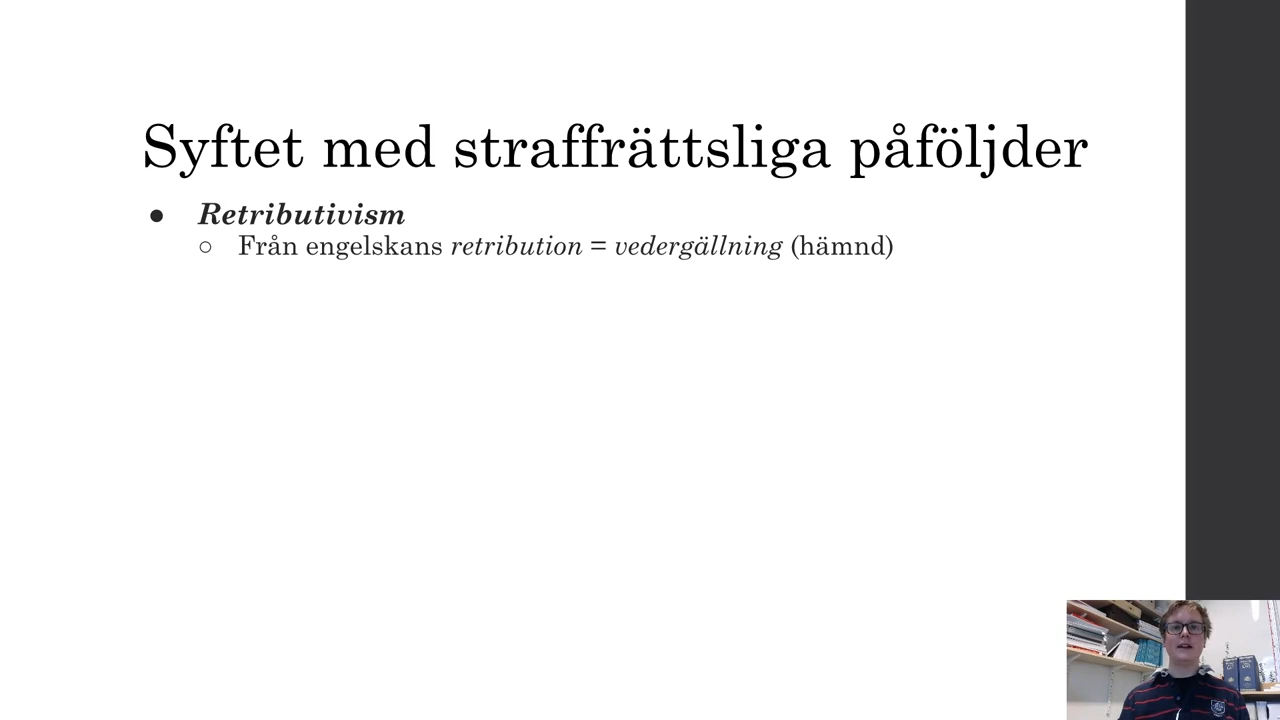 Syftet med straffrättsliga påföljder
● Retributivism
○ Från engelskans retribution = vedergällning (hämnd)